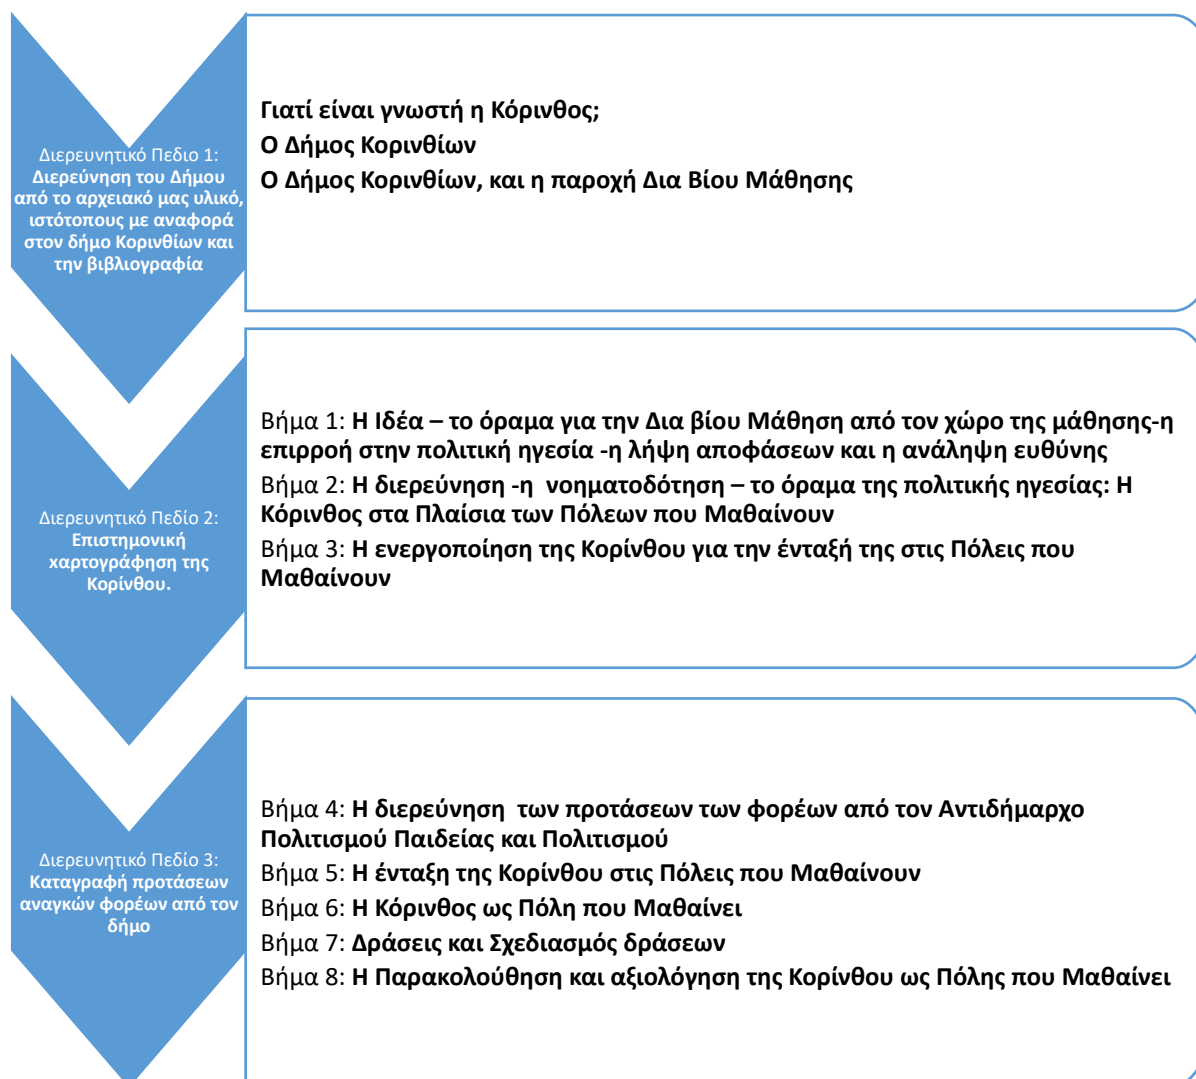 Διερευνητικό Πεδιο 1:
Διερεύνηση του Δήμου
από το αρχειακό μας υλικό,
ιστότοπους με αναφορά
στον δήμο Κορινθίων και
την βιβλιογραφία
Γιατί είναι γνωστή η Κόρινθος;
Ο Δήμος Κορινθίων
Ο Δήμος Κορινθίων, και η παροχή Δια Βίου Μάθησης
Διερευνητικό Πεδίο 2:
Επιστημονική
χαρτογράφηση της
Κορίνθου.
Βήμα 1: Η Ιδέα – το όραμα για την Δια βίου Μάθηση από τον χώρο της μάθησης-η
επιρροή στην πολιτική ηγεσία -η λήψη αποφάσεων και η ανάληψη ευθύνης
Βήμα 2: Η διερεύνηση -η νοηματοδότηση – το όραμα της πολιτικής ηγεσίας: Η
Κόρινθος στα Πλαίσια των Πόλεων που Μαθαίνουν
Βήμα 3: Η ενεργοποίηση της Κορίνθου για την ένταξή της στις Πόλεις που
Μαθαίνουν
Διερευνητικό Πεδίο 3:
Καταγραφή προτάσεων
αναγκών φορέων από τον
δήμο
Βήμα 4: Η διερεύνηση των προτάσεων των φορέων από τον Αντιδήμαρχο
Πολιτισμού Παιδείας και Πολιτισμού
Βήμα 5: Η ένταξη της Κορίνθου στις Πόλεις που Μαθαίνουν
Βήμα 6: Η Κόρινθος ως Πόλη που Μαθαίνει
Βήμα 7: Δράσεις και Σχεδιασμός δράσεων
Βήμα 8: Η Παρακολούθηση και αξιολόγηση της Κορίνθου ως Πόλης που Μαθαίνει